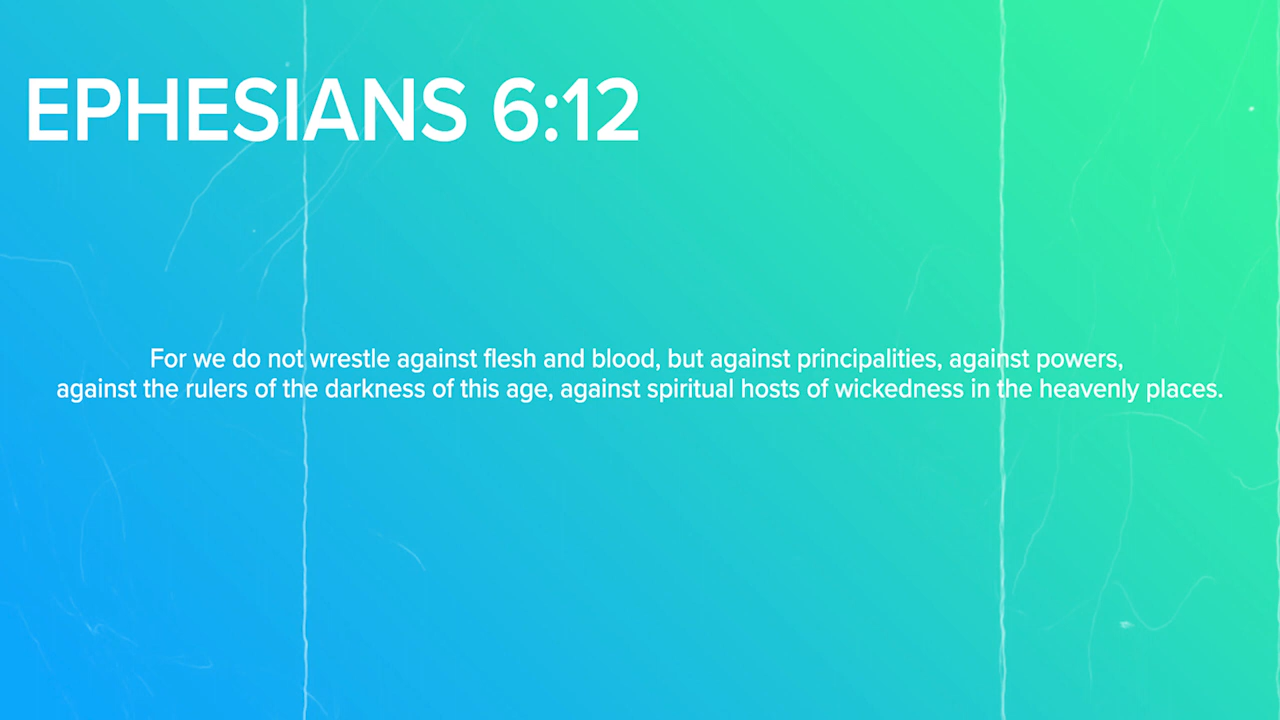 EPHESIANS 6:12
For we do not wrestle against flesh and blood, but against principalities, against powers,
against the rulers of the darkness of this age, against spiritual hosts of wickedness in the heavenly places.